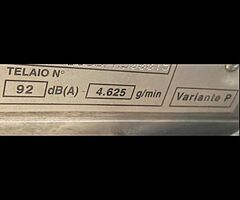 TELAIO N°
92 dB(A) - 4.625 g/min Variante P